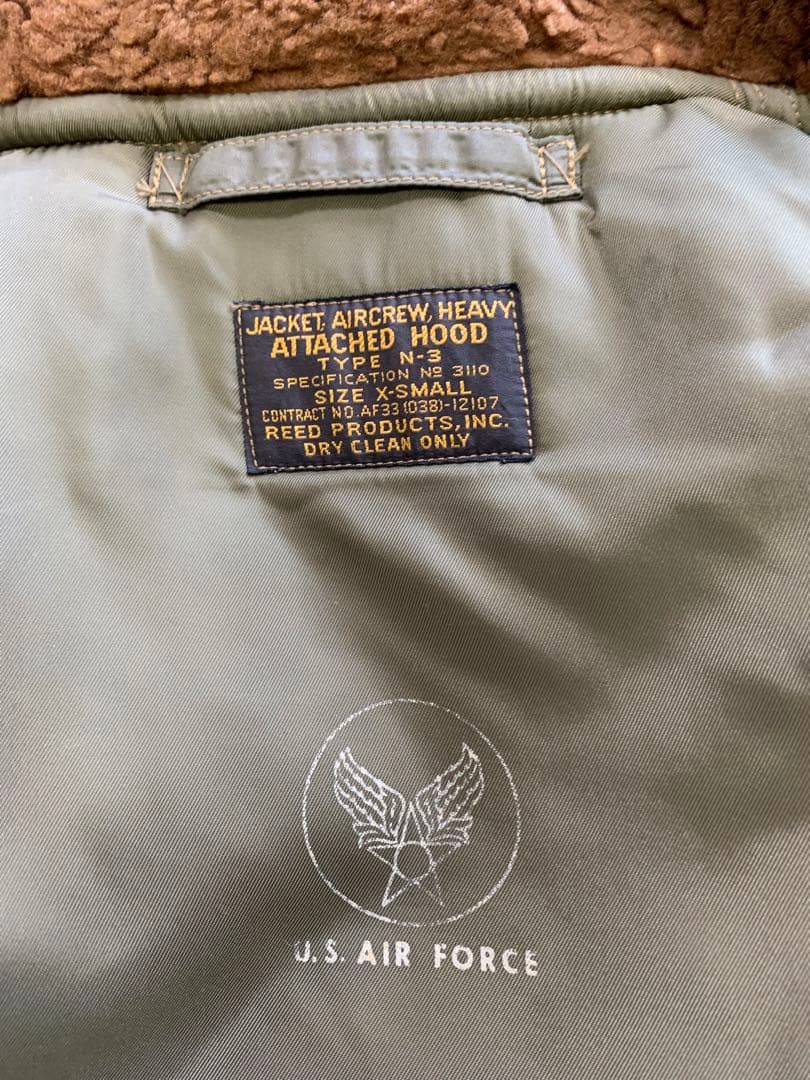 JACKET, AIRCREW, HEAVY
ATTACHED HOOD
TYPE N-3
SPECIFICATION Nº 3110
SIZE X-SMALL
CONTRACT NO.AF33(038)-12107
REED PRODUCTS, INC.
DRY CLEAN ONLY
U.S. AIR FORCE